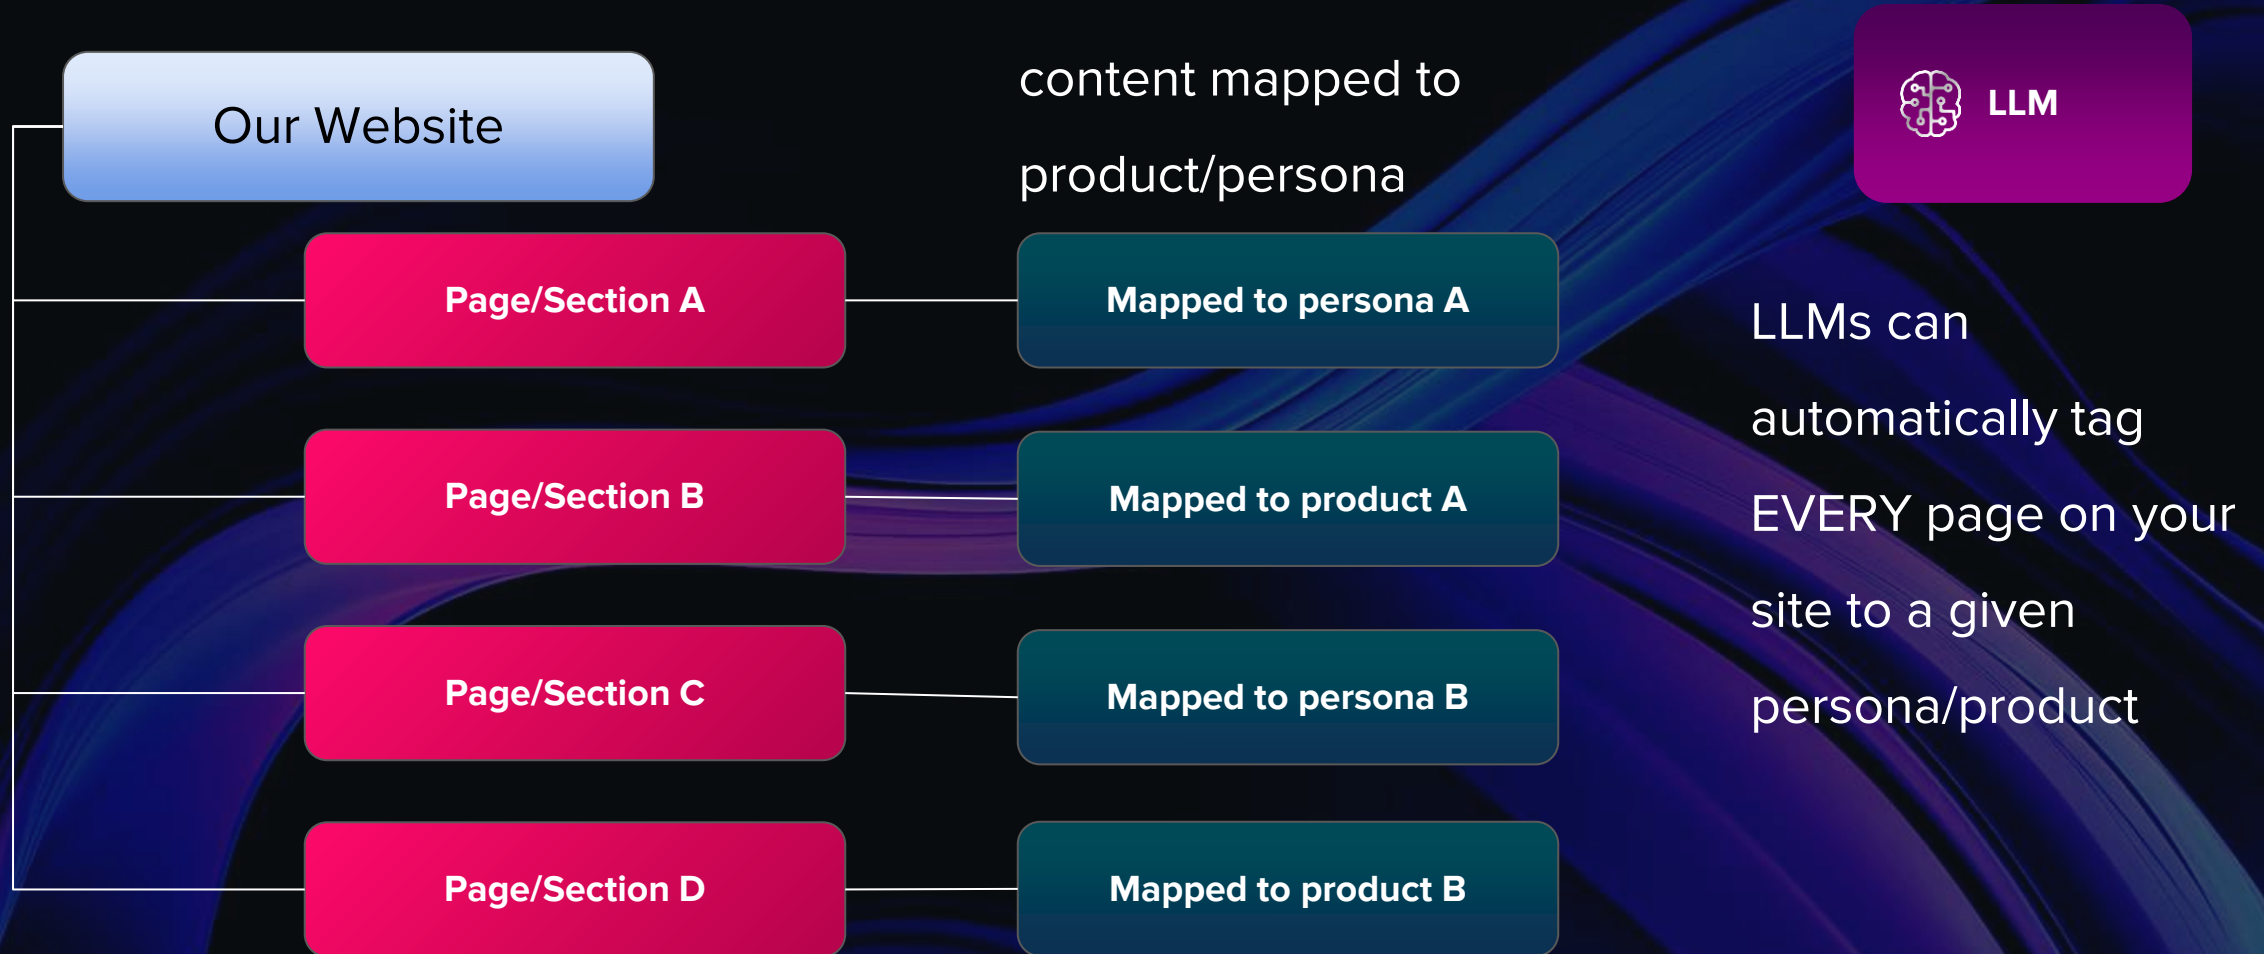 Our Website
content mapped to
product/persona
LLM
Page/Section A
Mapped to persona A
Page/Section B
Mapped to product A
Page/Section C
Mapped to persona B
Page/Section D
Mapped to product B
LLMs can
automatically tag
EVERY page on your
site to a given
persona/product